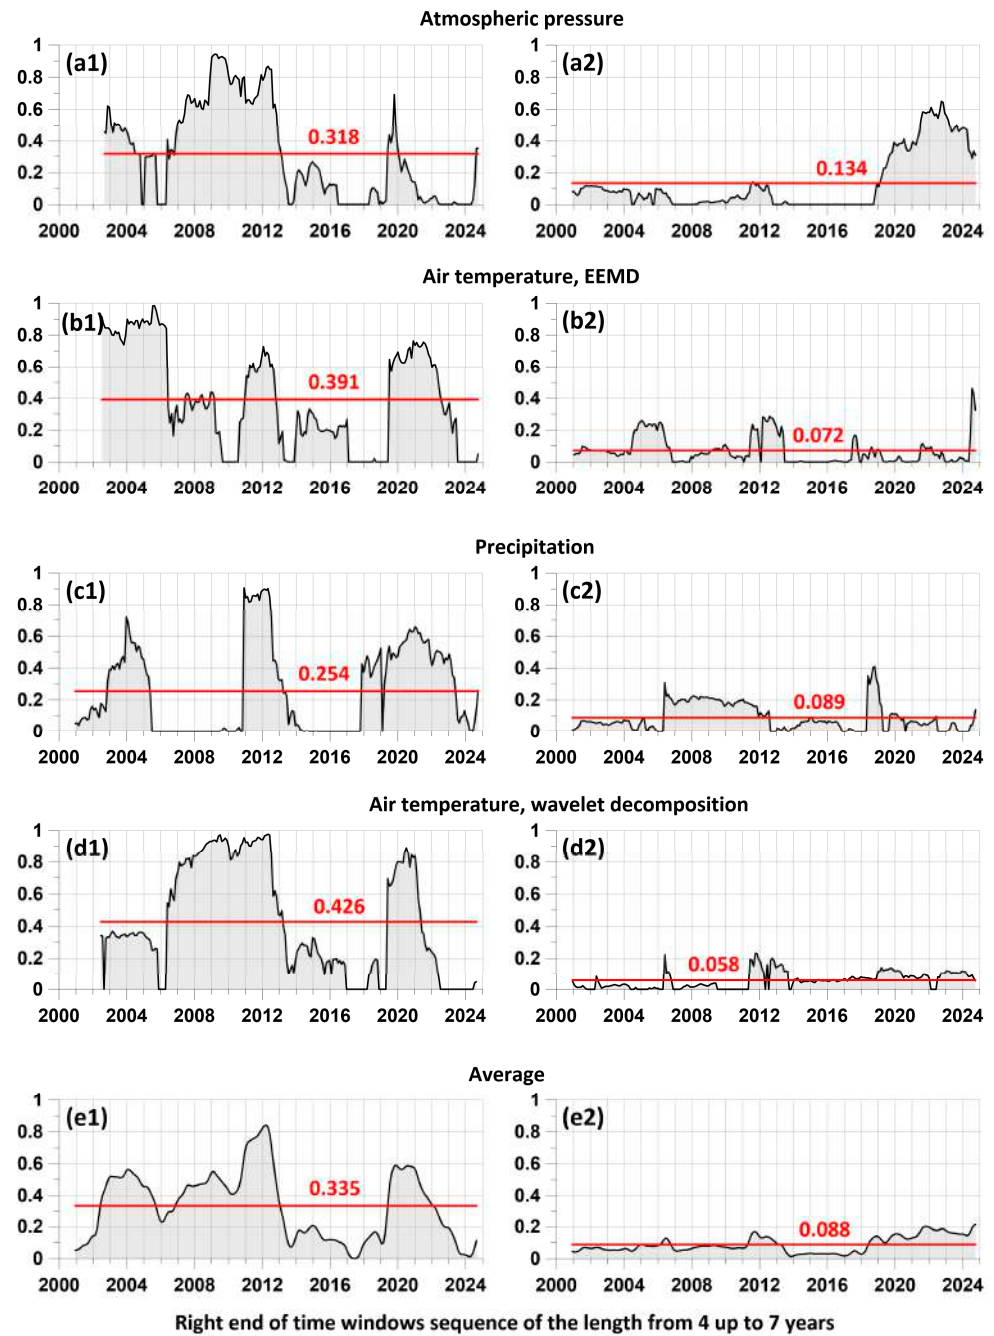 Atmospheric pressure
(a1)
1
0.8
0.6
0.4
0.2
0
0.318
2000 2004 2008 2012 2016 2020 2024
(a2)
1
0.8
0.6
0.4
0.2
0
0.134
2000 2004 2008 2012 2016 2020 2024
Air temperature, EEMD
(b1)
1
0.8
0.6
0.4
0.2
0
0.391
2000 2004 2008 2012 2016 2020 2024
(b2)
1
0.8
0.6
0.4
0.2
0
0.072
2000 2004 2008 2012 2016 2020 2024
Precipitation
(c1)
1
0.8
0.6
0.4
0.2
0
0.254
2000 2004 2008 2012 2016 2020 2024
(c2)
1
0.8
0.6
0.4
0.2
0
0.089
2000 2004 2008 2012 2016 2020 2024
Air temperature, wavelet decomposition
(d1)
1
0.8
0.6
0.4
0.2
0
0.426
2000 2004 2008 2012 2016 2020 2024
(d2)
1
0.8
0.6
0.4
0.2
0
0.058
2000 2004 2008 2012 2016 2020 2024
Average
(e1)
1
0.8
0.6
0.4
0.2
0
0.335
2000 2004 2008 2012 2016 2020 2024
(e2)
1
0.8
0.6
0.4
0.2
0
0.088
2000 2004 2008 2012 2016 2020 2024
Right end of time windows sequence of the length from 4 up to 7 years